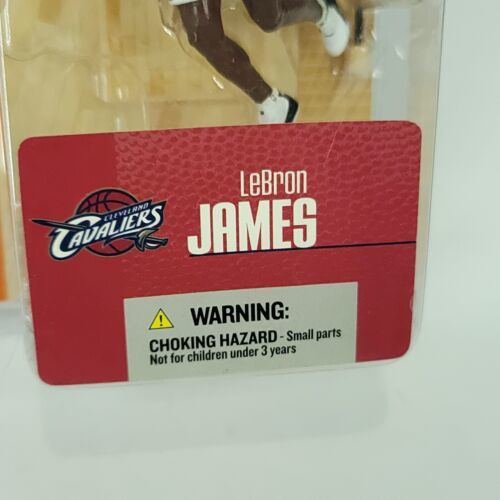 LeBron
JAMES
CLEVELAND
CAVALIERS
WARNING:
CHOKING HAZARD - Small parts
Not for children under 3 years